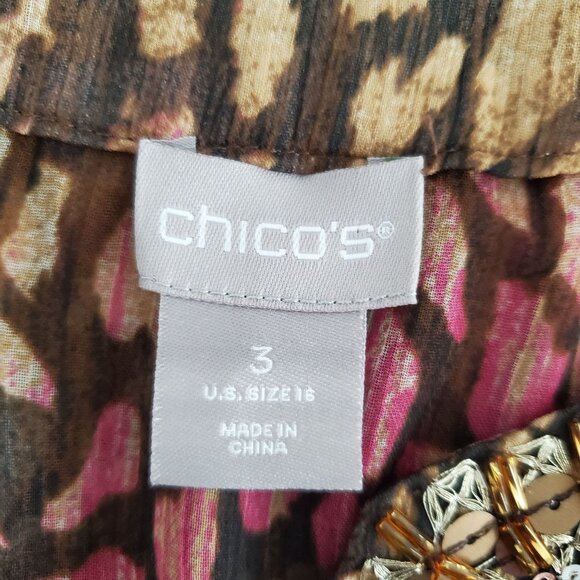 chico's®
3
U.S. SIZE 16
MADE IN
CHINA